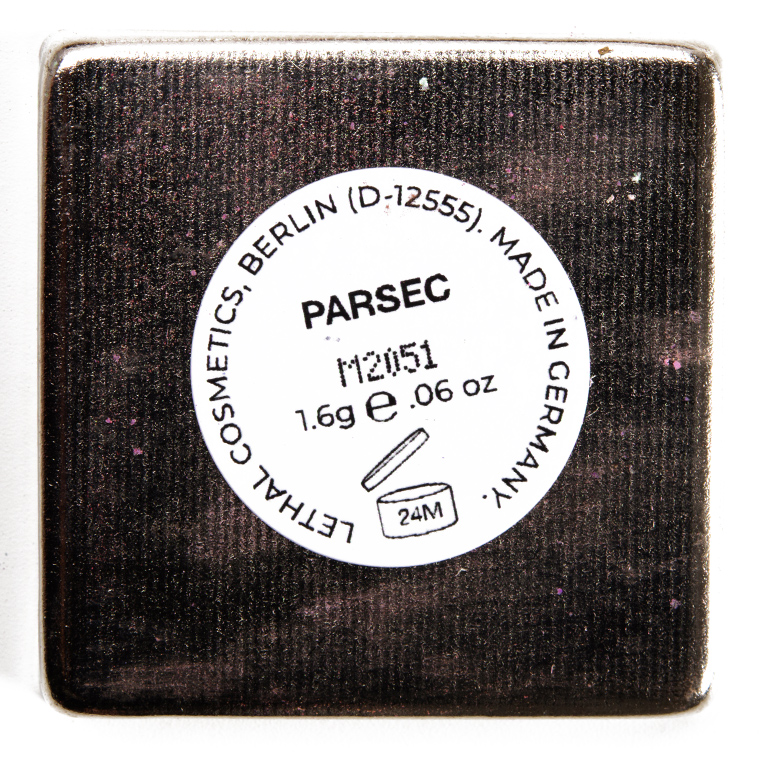 LETHAL COSMETICS, BERLIN (D-12555). MADE IN GERMANY.
PARSEC
M2051
1.6g ℮ .06 oz
24M